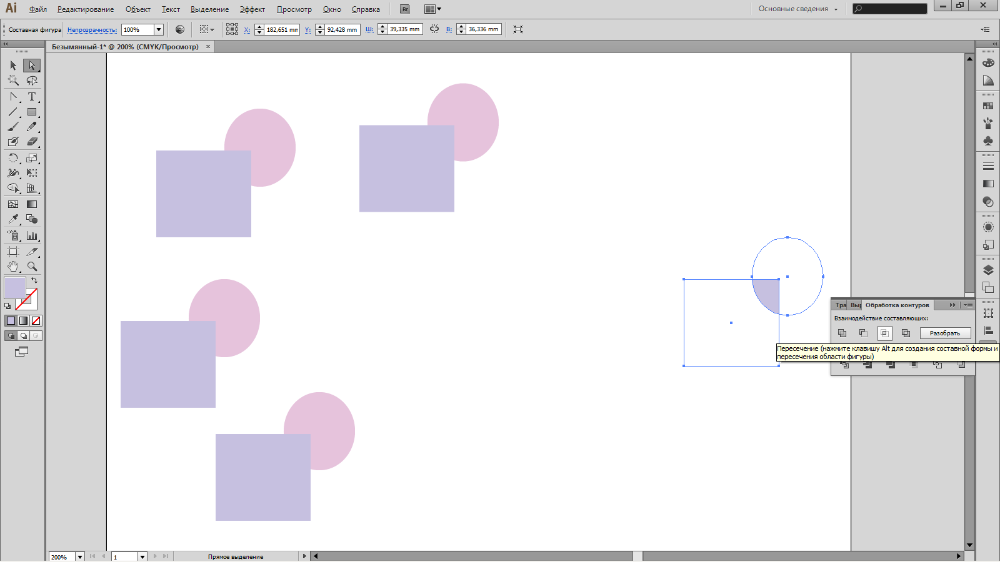 Ai Файл Редактирование Объект Текст Выделение Эффект Просмотр Окно Справка Br Основные сведения
Составная фигура Непрозрачность: 100% X: 182,651 mm Y: 92,428 mm Ш: 39,335 mm В: 36,336 mm
Безымянный-1* @ 200% (CMYK/Просмотр) ×
T
Тра Выр Обработка контуров
Взаимодействие составляющих:
Разобрать
Пересечение (нажмите клавишу Alt для создания составной формы и
пересечения области фигуры)
200% 1 Прямое выделение